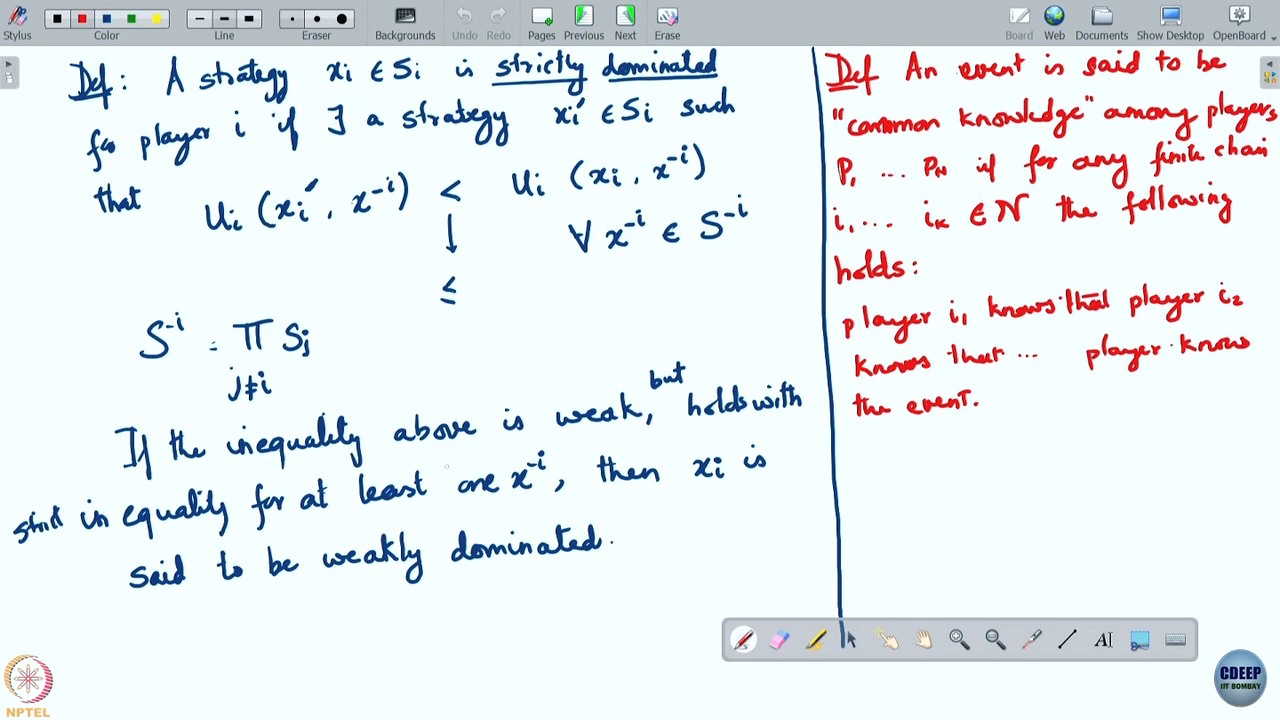 Stylus
Color
Line
Eraser
Backgrounds
Undo
Redo
Pages
Previous
Next
Erase
Board
Web
Documents
Show Desktop
OpenBoard
Def: A strategy xi ∈ Si is strictly dominated
for player i if ∃ a strategy xi′ ∈ Si such
that ui (xi′, x⁻ⁱ) < ui (xi, x⁻ⁱ)
↓ ∀ x⁻ⁱ ∈ S⁻ⁱ
≤
S⁻ⁱ = Π Sj
j≠i
If the inequality above is weak, but holds with
strict inequality for at least one x⁻ⁱ, then xi is
said to be weakly dominated.
Def An event is said to be
"common knowledge" among players
P1 ... PN if for any finite chain
i1 ... iK ∈ N the following
holds:
player i1 knows that player i2
knows that ... player knows
the event.
NPTEL
CDEEP
IIT BOMBAY